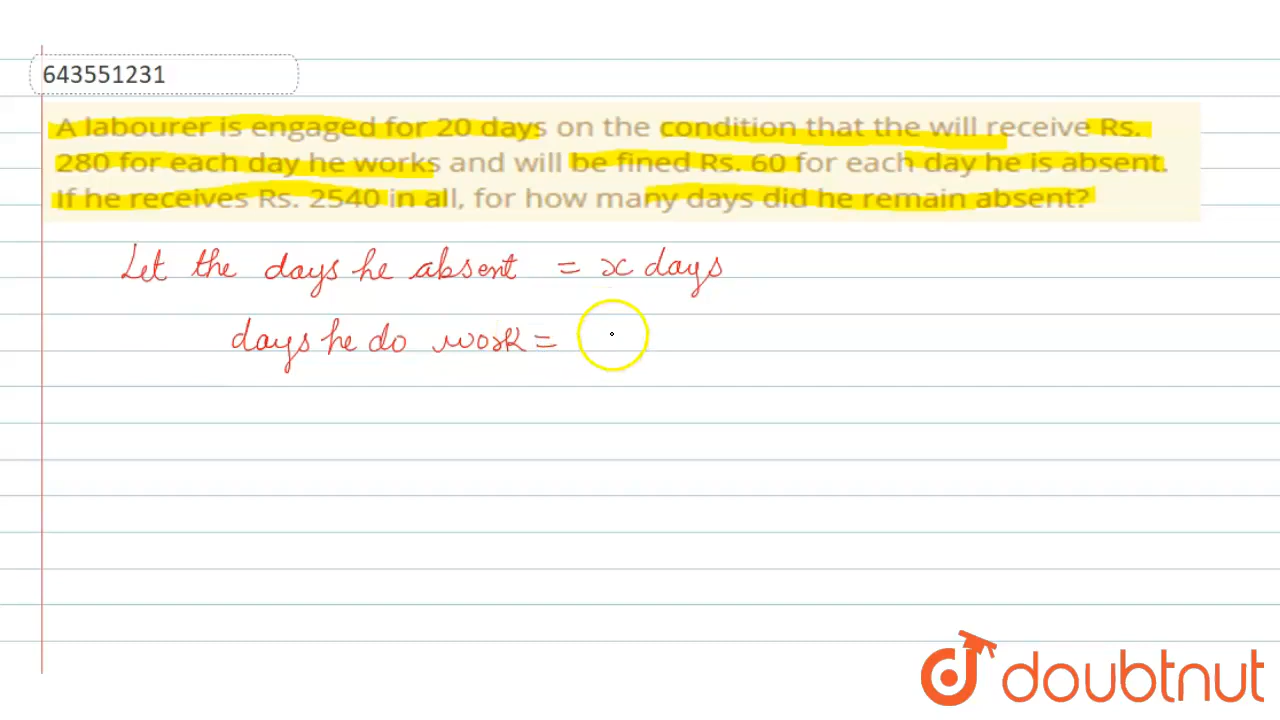 643551231
A labourer is engaged for 20 days on the condition that the will receive Rs.
280 for each day he works and will be fined Rs. 60 for each day he is absent.
If he receives Rs. 2540 in all, for how many days did he remain absent?
Let the days he absent = x days
days he do work =
doubtnut